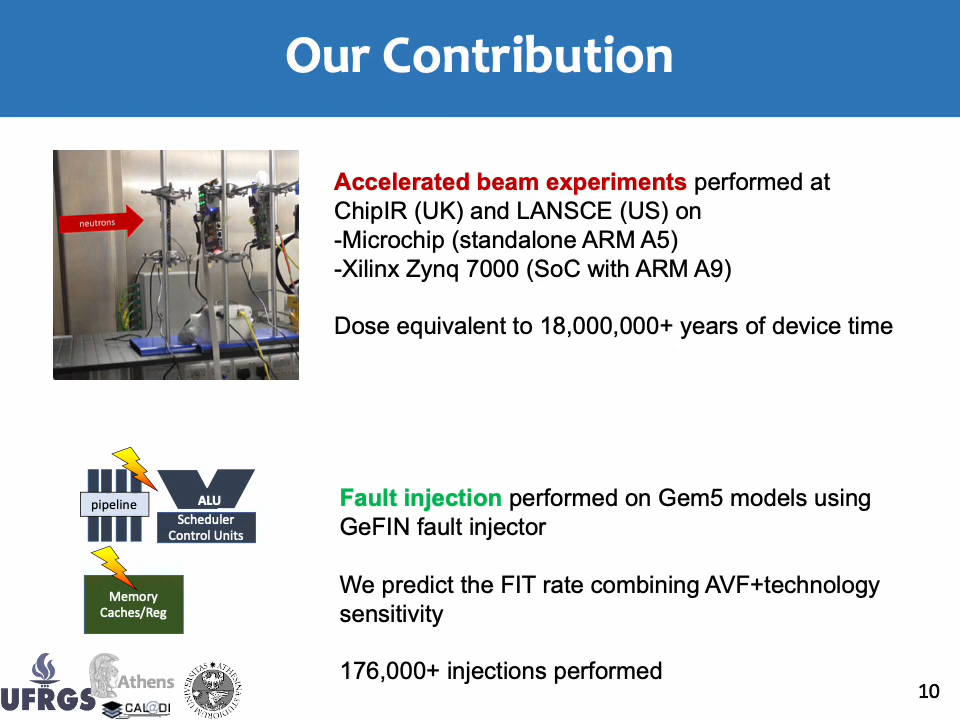 Our Contribution
neutrons
Accelerated beam experiments performed at
ChipIR (UK) and LANSCE (US) on
-Microchip (standalone ARM A5)
-Xilinx Zynq 7000 (SoC with ARM A9)
Dose equivalent to 18,000,000+ years of device time
pipeline
ALU
Scheduler
Control Units
Memory
Caches/Reg
Fault injection performed on Gem5 models using
GeFIN fault injector
We predict the FIT rate combining AVF+technology
sensitivity
176,000+ injections performed
UFRGS
Athens
CAL@DI
10